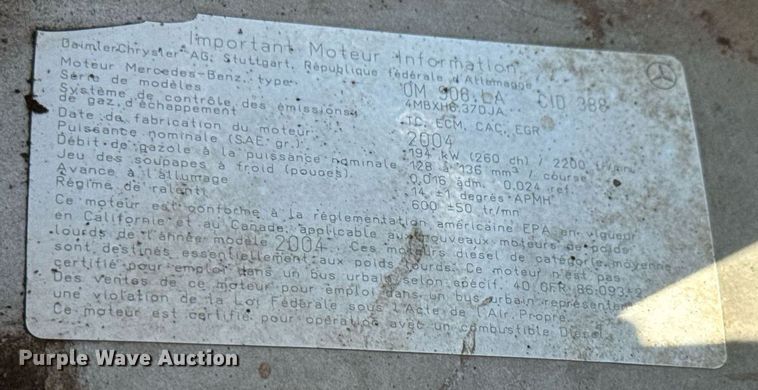 Important Moteur Information
DaimlerChrysler AG, Stuttgart, République fédérale d'Allemagne
Moteur Mercedes-Benz, type: OM 906.LA CID 388
Série de modèles 4MBXH6.37DJA
Système de contrôle des émissions
de gaz d'échappement TC, ECM, CAC, EGR
Date de fabrication du moteur 2004
Puissance nominale (SAE gr.) 194 kW (260 ch) / 2200 tr/mn
Débit de gazole à la puissance nominale 128 à 136 mm³ / course
Jeu des soupapes à froid (pouces) 0,016 adm. 0,024 ref.
Avance à l'allumage 14 ±1 degrés APMH
Régime de ralenti 600 ±50 tr/mn
Ce moteur est conforme à la réglementation américaine EPA en vigueur
en Californie et au Canada, applicable aux nouveaux moteurs de poids
lourds de l'année modèle 2004. Ces moteurs diesel de catégorie moyenne
sont destinés essentiellement aux poids lourds. Ce moteur n'est pas
certifié pour emploi dans un bus urbain selon specif. 40 CFR 86.093-2
Des ventes de ce moteur pour emploi dans un bus urbain représentent
une violation de la Loi Fédérale sous l'Acte de l'Air Propre.
Ce moteur est certifié pour opération avec un combustible Diesel.
Purple Wave Auction